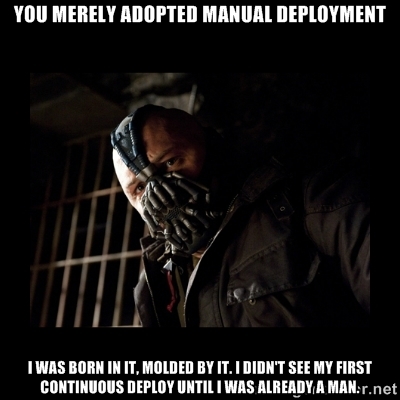 YOU MERELY ADOPTED MANUAL DEPLOYMENT
I WAS BORN IN IT, MOLDED BY IT. I DIDN'T SEE MY FIRST
CONTINUOUS DEPLOY UNTIL I WAS ALREADY A MAN.